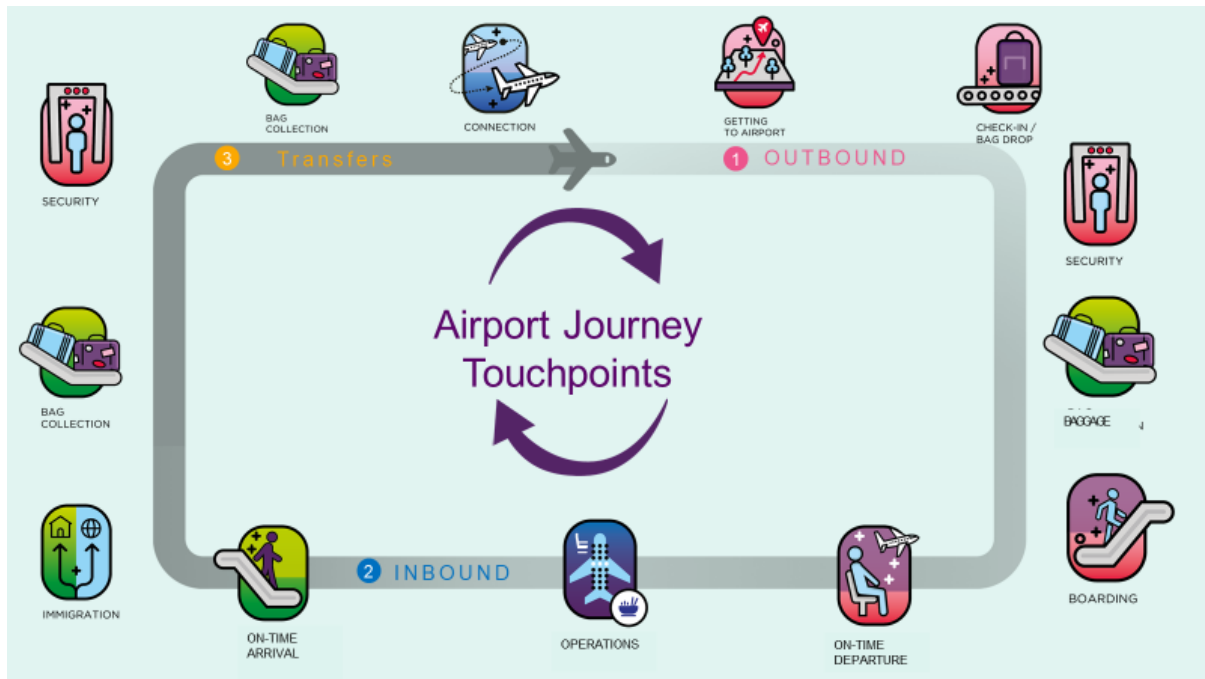 BAG
COLLECTION
CONNECTION
GETTING
TO AIRPORT
CHECK-IN /
BAG DROP
3 Transfers
1 OUTBOUND
SECURITY
SECURITY
Airport Journey
Touchpoints
BAG
COLLECTION
BAGGAGE
2 INBOUND
IMMIGRATION
BOARDING
ON-TIME
ARRIVAL
OPERATIONS
ON-TIME
DEPARTURE